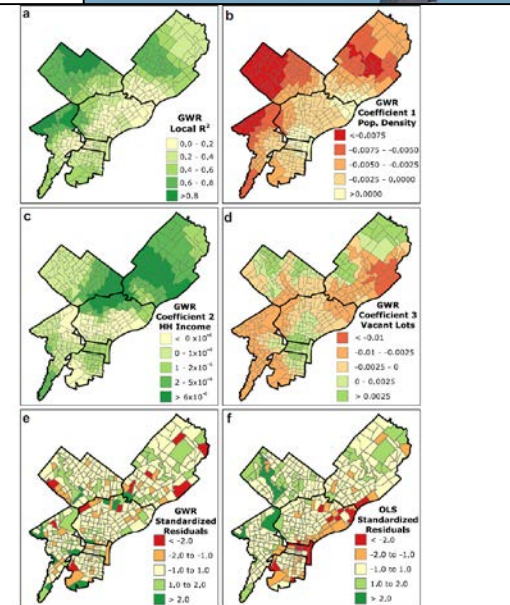 a
GWR
Local R²
0.0 - 0.2
0.2 - 0.4
0.4 - 0.6
0.6 - 0.8
>0.8
b
GWR
Coefficient 1
Pop. Density
<-0.0075
-0.0075 - -0.0050
-0.0050 - -0.0025
-0.0025 - 0.0000
>0.0000
c
GWR
Coefficient 2
HH Income
d
GWR
Coefficient 3
Vacant Lots
< -0.01
-0.01 - -0.0025
-0.0025 - 0
0 - 0.0025
> 0.0025
e
GWR
Standardized
Residuals
< -2.0
-2.0 to -1.0
-1.0 to 1.0
1.0 to 2.0
> 2.0
f
OLS
Standardized
Residuals
< -2.0
-2.0 to -1.0
-1.0 to 1.0
1.0 to 2.0
> 2.0